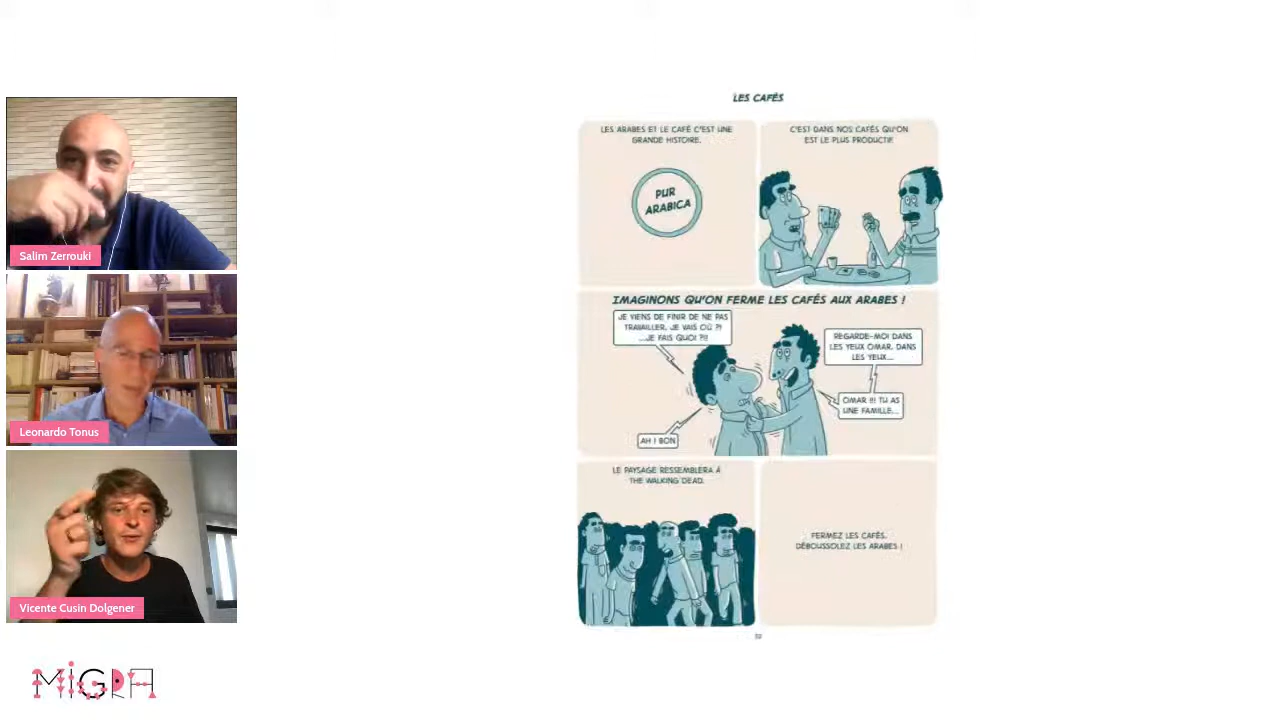 LES CAFÉS
LES ARABES ET LE CAFÉ C'EST UNE
GRANDE HISTOIRE.
PUR
ARABICA
C'EST DANS NOS CAFÉS QU'ON
EST LE PLUS PRODUCTIF.
IMAGINONS QU'ON FERME LES CAFÉS AUX ARABES !
JE VIENS DE FINIR DE NE PAS
TRAVAILLER, JE VAIS OÙ ?!
...JE FAIS QUOI ?!!!
REGARDE-MOI DANS
LES YEUX OMAR, DANS
LES YEUX...
OMAR !!! TU AS
UNE FAMILLE...
AH ! BON
LE PAYSAGE RESSEMBLERA À
THE WALKING DEAD.
FERMEZ LES CAFÉS,
DÉBOUSSOLEZ LES ARABES !
Salim Zerrouki
Leonardo Tonus
Vicente Cusin Dolgener
MIGRA